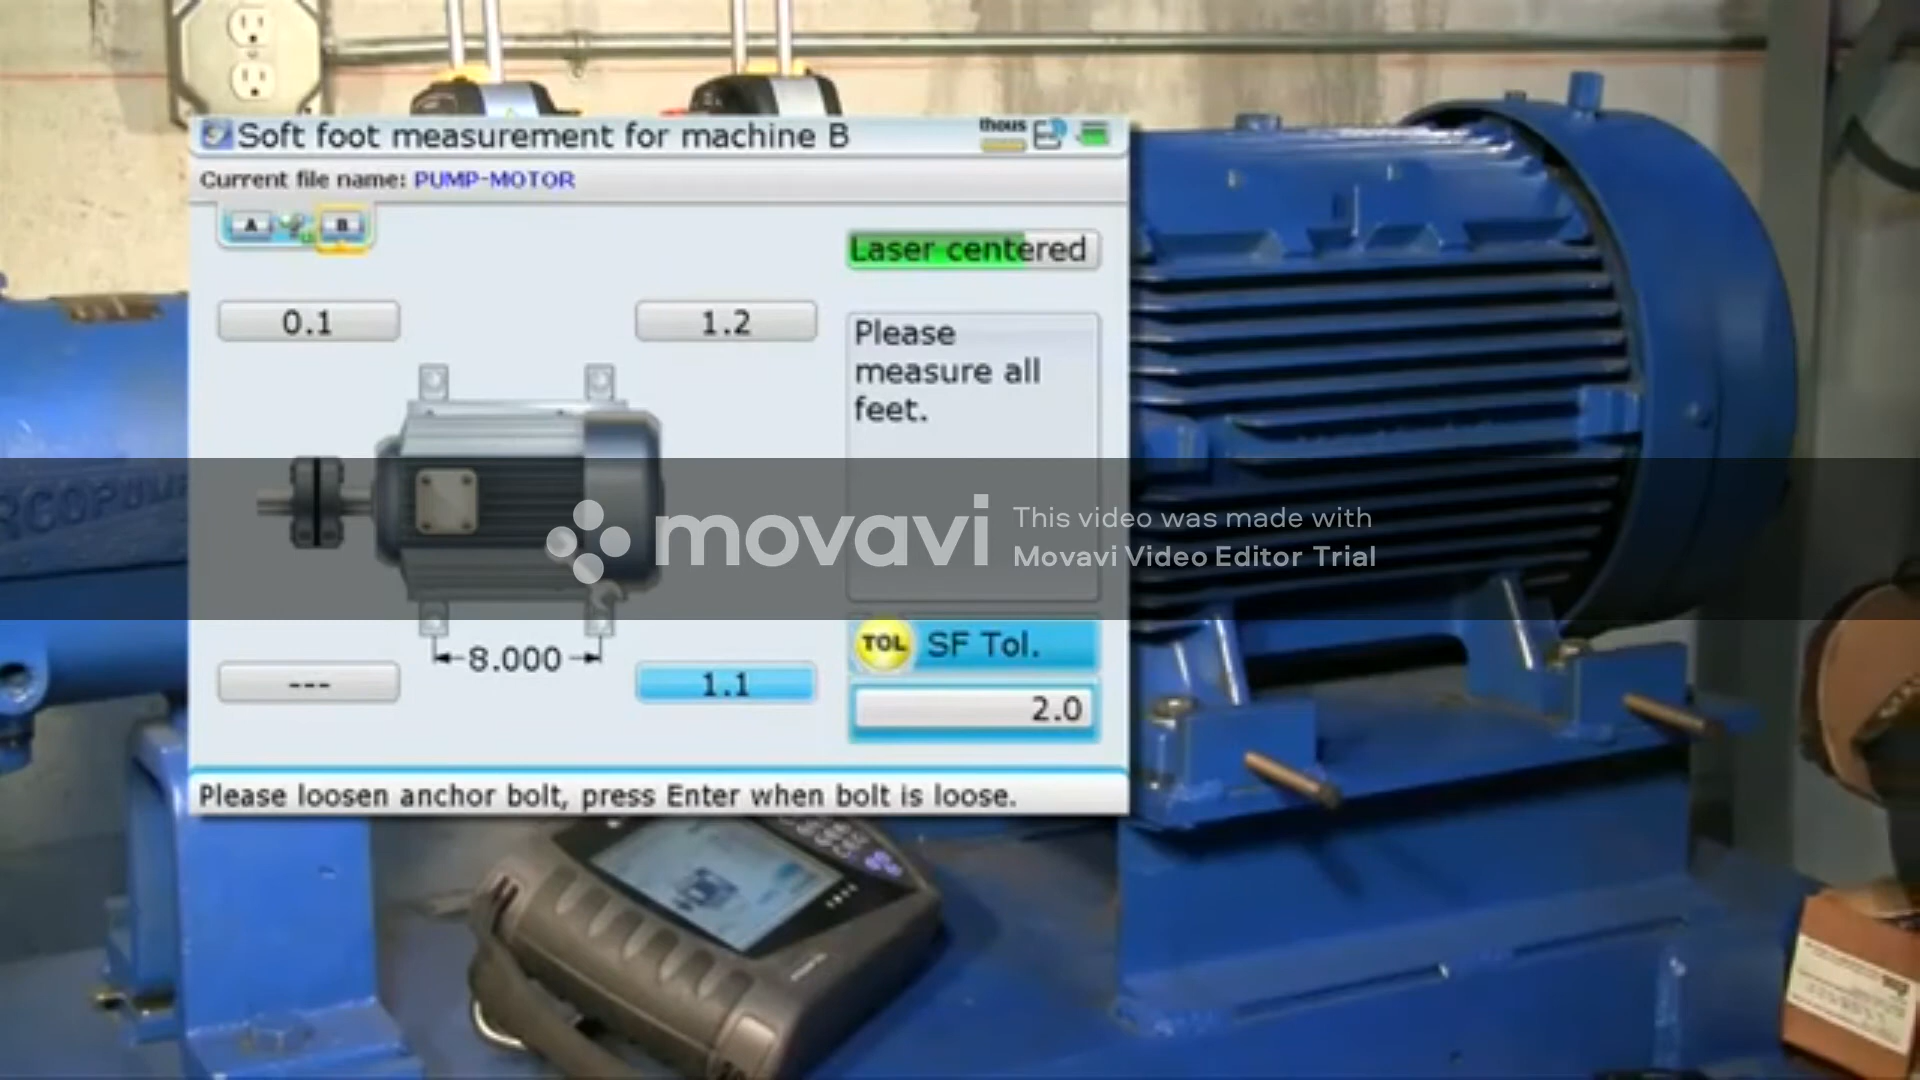 Soft foot measurement for machine B
thous
Current file name: PUMP-MOTOR
A
B
Laser centered
0.1
1.2
Please
measure all
feet.
movavi
This video was made with
Movavi Video Editor Trial
TOL SF Tol.
8.000
---
1.1
2.0
Please loosen anchor bolt, press Enter when bolt is loose.